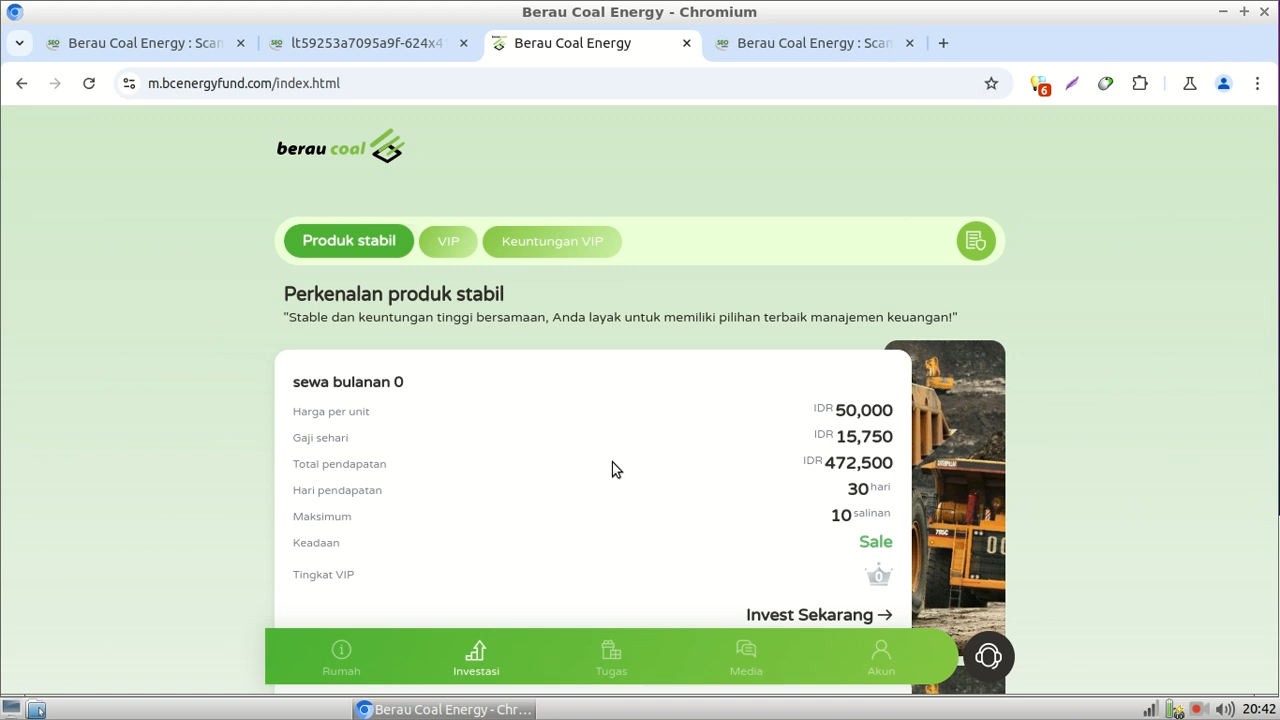 Berau Coal Energy - Chromium
Berau Coal Energy : Scan
lt59253a7095a9f-624x4
Berau Coal Energy
Berau Coal Energy : Scan
m.bcenergyfund.com/index.html
6
berau coal
Produk stabil
VIP
Keuntungan VIP
Perkenalan produk stabil
"Stable dan keuntungan tinggi bersamaan, Anda layak untuk memiliki pilihan terbaik manajemen keuangan!"
sewa bulanan 0
Harga per unit IDR 50,000
Gaji sehari IDR 15,750
Total pendapatan IDR 472,500
Hari pendapatan 30 hari
Maksimum 10 salinan
Keadaan Sale
Tingkat VIP 0
Invest Sekarang →
Rumah
Investasi
Tugas
Media
Akun
Berau Coal Energy - Chr...
20:42